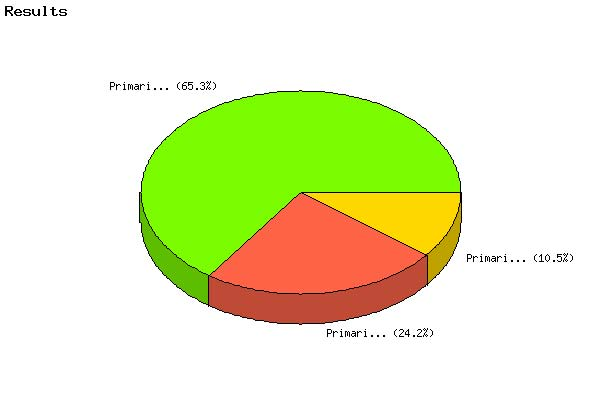 Results
Primari... (65.3%)
Primari... (10.5%)
Primari... (24.2%)